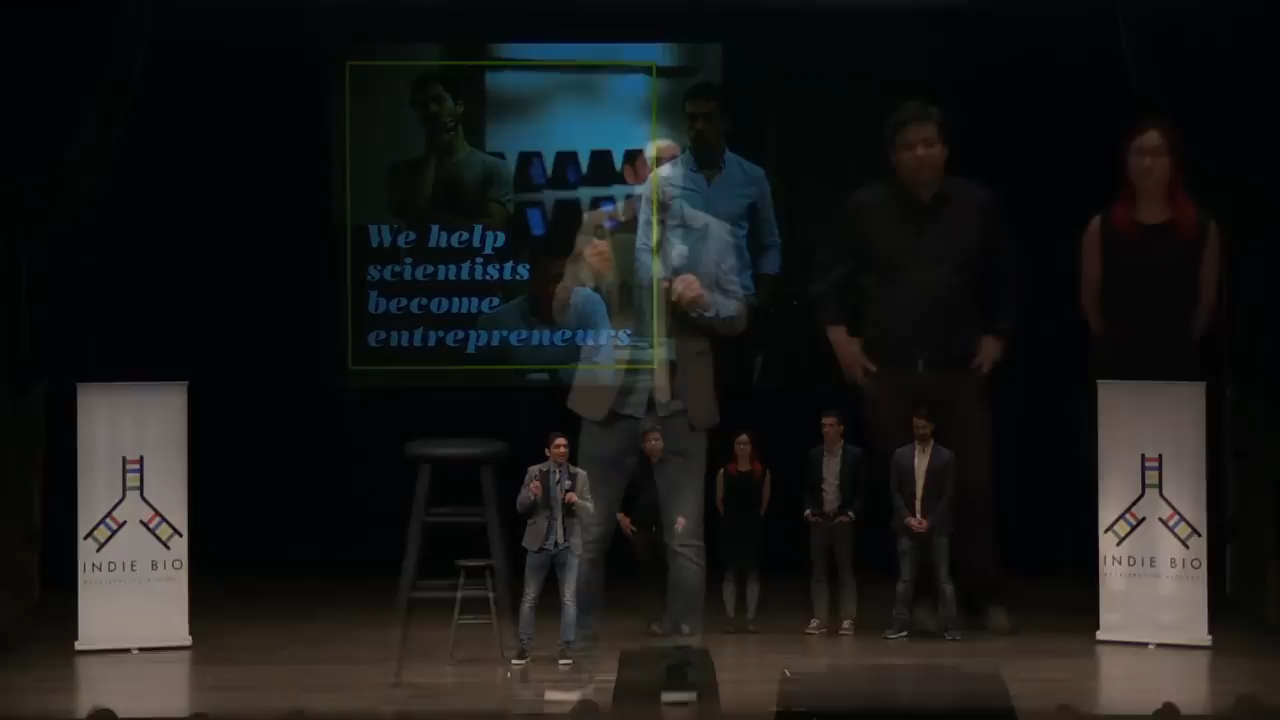 We help
scientists
become
entrepreneurs
INDIE BIO
INDIE BIO